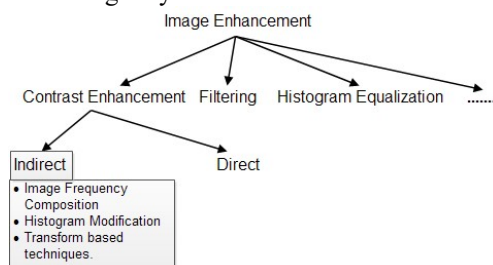 Image Enhancement
Contrast Enhancement Filtering Histogram Equalization .......
Indirect Direct
• Image Frequency
Composition
• Histogram Modification
• Transform based
techniques.